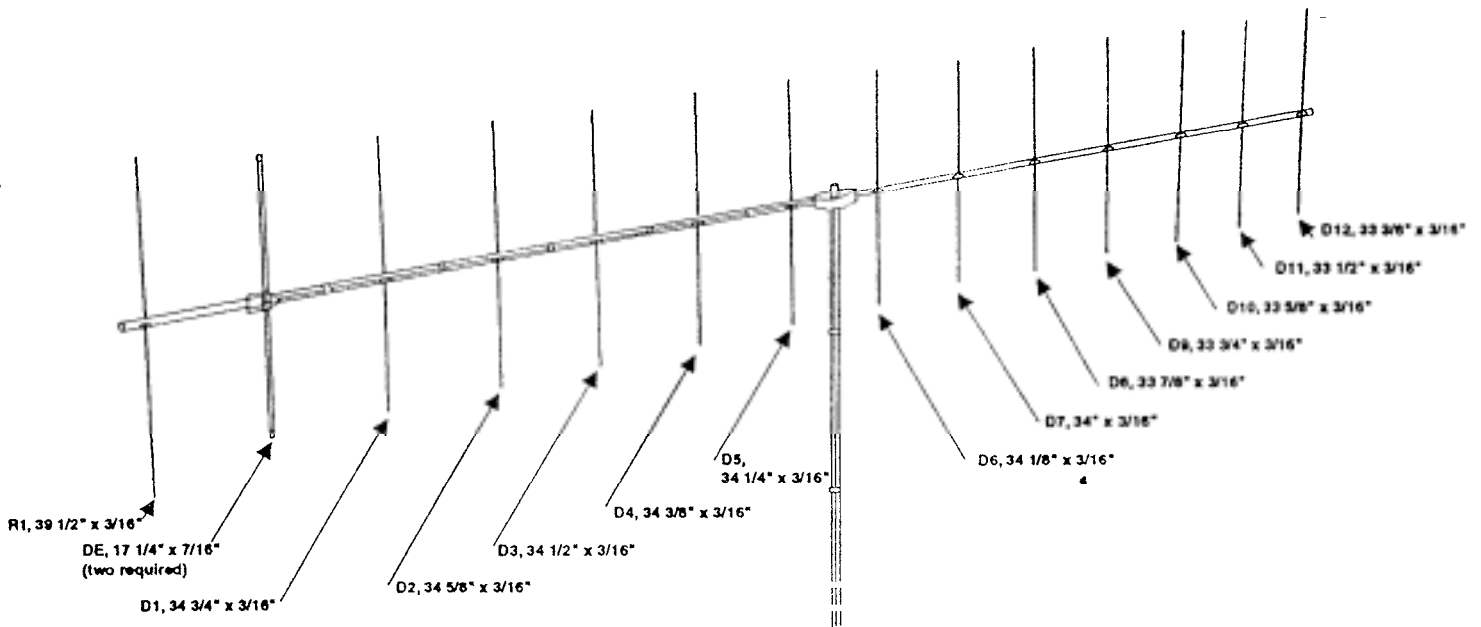 R1, 39 1/2" x 3/16"
DE, 17 1/4" x 7/16"
(two required)
D1, 34 3/4" x 3/16"
D2, 34 5/8" x 3/16"
D3, 34 1/2" x 3/16"
D4, 34 3/8" x 3/16"
D5,
34 1/4" x 3/16"
D6, 34 1/8" x 3/16"
D7, 34" x 3/16"
D8, 33 7/8" x 3/16"
D9, 33 3/4" x 3/16"
D10, 33 5/8" x 3/16"
D11, 33 1/2" x 3/16"
D12, 33 3/8" x 3/16"